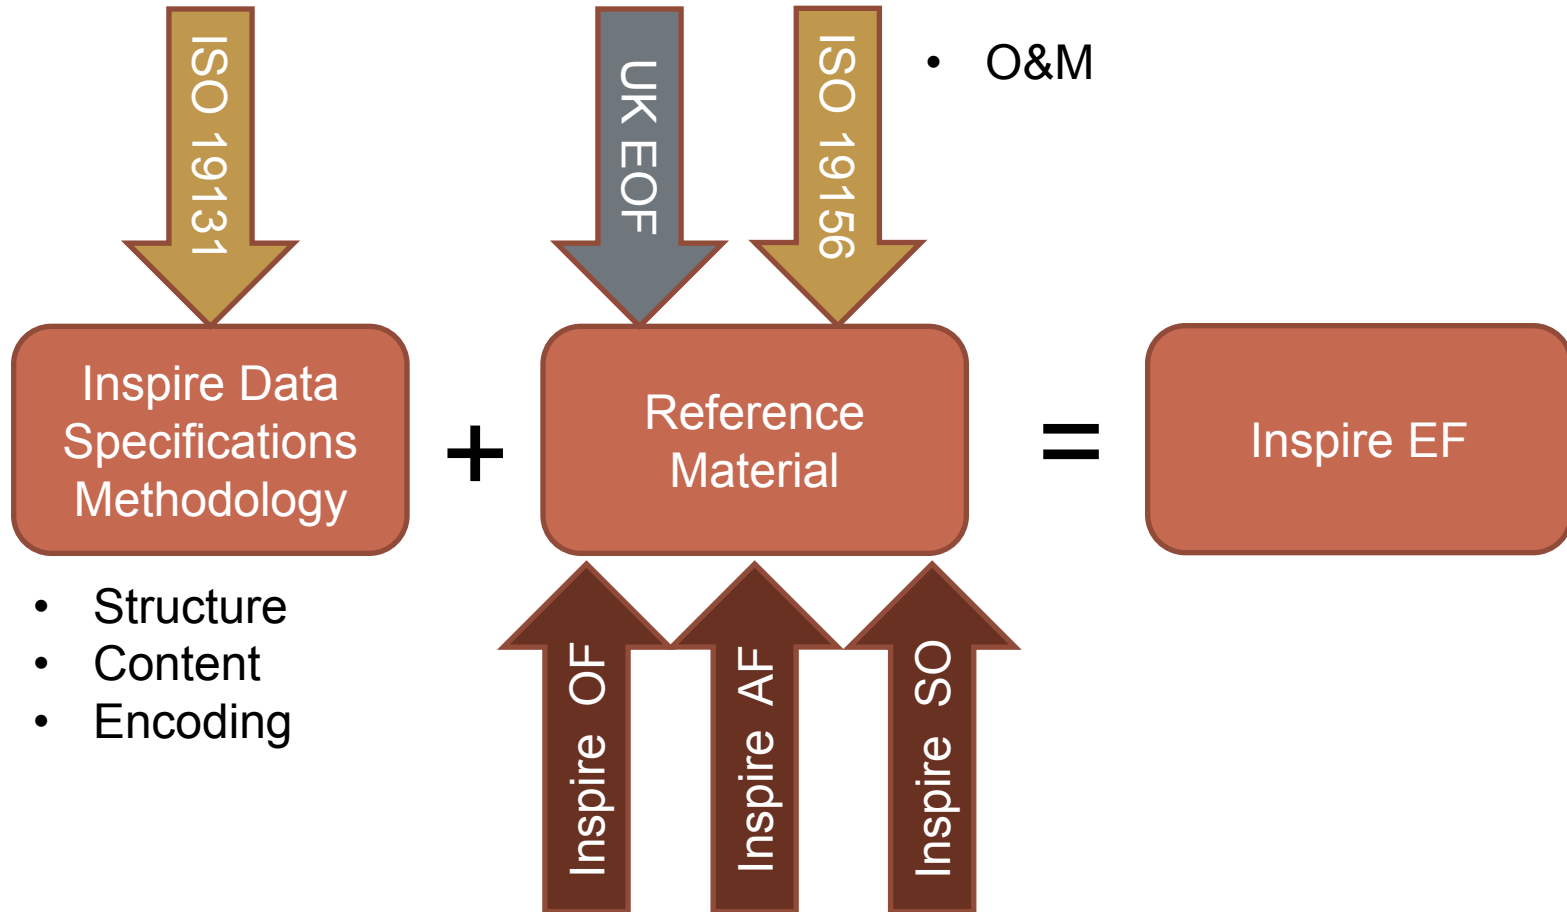 ISO 19131
UK EOF
ISO 19156
• O&M
Inspire Data
Specifications
Methodology
+
Reference
Material
=
Inspire EF
• Structure
• Content
• Encoding
Inspire OF
Inspire AF
Inspire SO